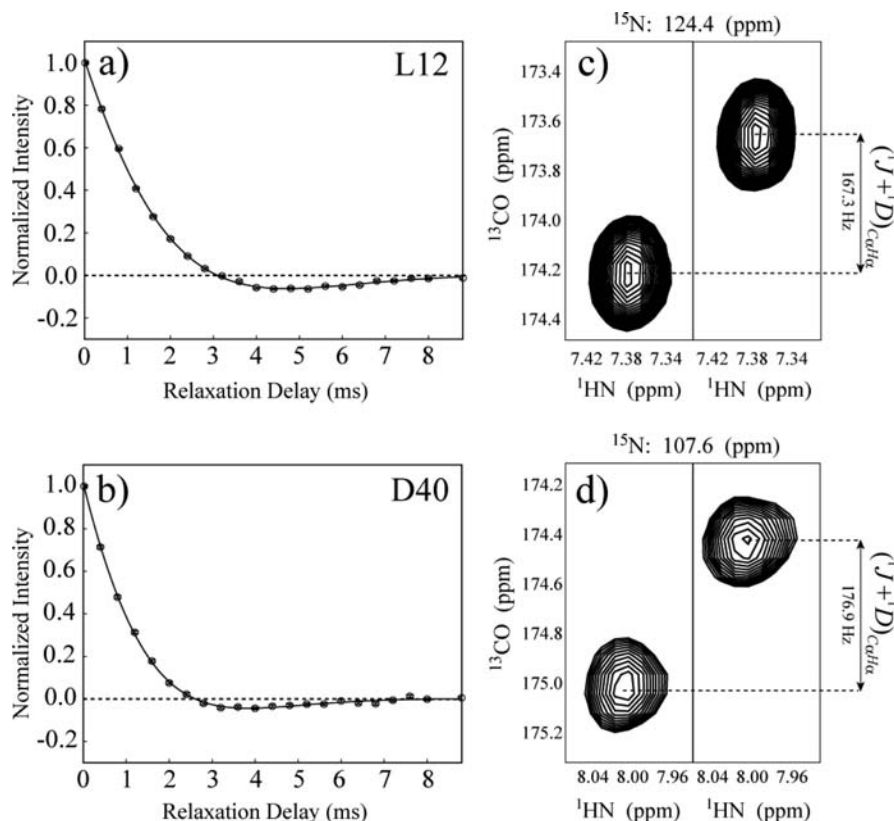 a)
L12
Normalized Intensity
1.0
0.8
0.6
0.4
0.2
0.0
-0.2
0 1 2 3 4 5 6 7 8
Relaxation Delay (ms)
15N: 124.4 (ppm)
c)
13CO (ppm)
173.4
173.6
173.8
174.0
174.2
174.4
7.42 7.38 7.34 7.42 7.38 7.34
1HN (ppm) 1HN (ppm)
167.3 Hz
(1J+1D)CαHα
b)
D40
Normalized Intensity
1.0
0.8
0.6
0.4
0.2
0.0
-0.2
0 1 2 3 4 5 6 7 8
Relaxation Delay (ms)
15N: 107.6 (ppm)
d)
13CO (ppm)
174.2
174.4
174.6
174.8
175.0
175.2
8.04 8.00 7.96 8.04 8.00 7.96
1HN (ppm) 1HN (ppm)
176.9 Hz
(1J+1D)CαHα